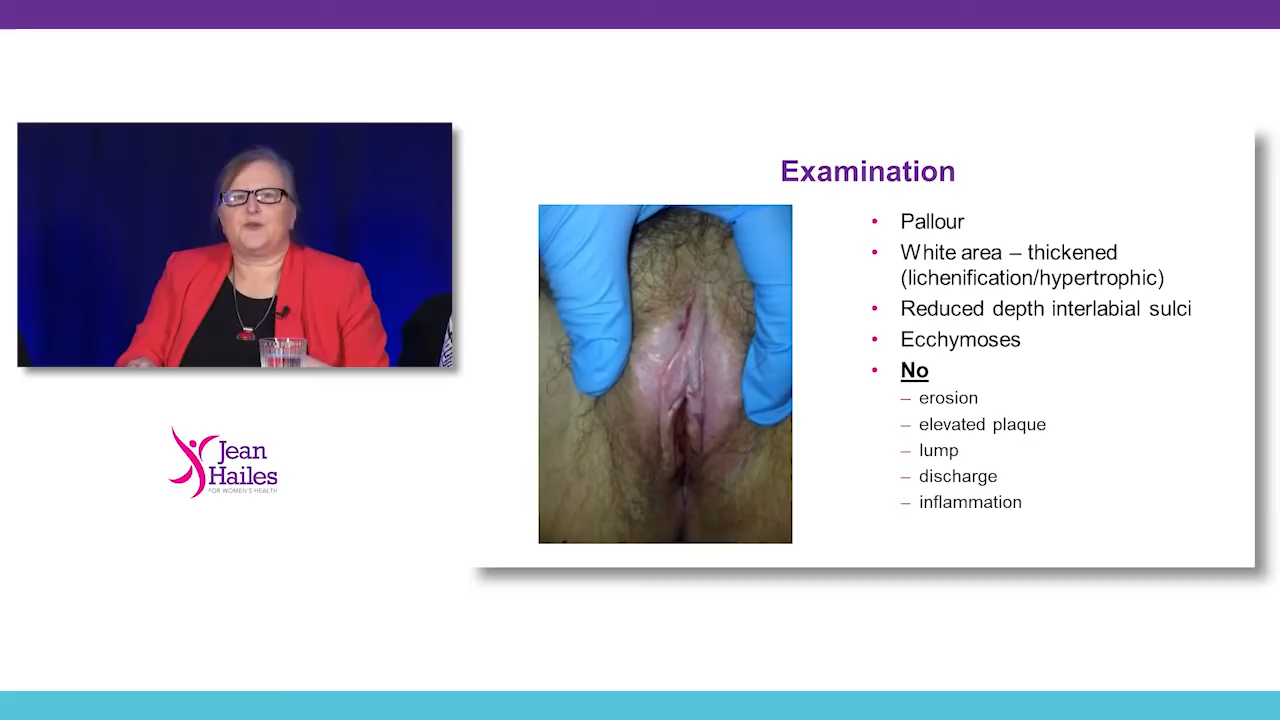 Examination
• Pallour
• White area – thickened
(lichenification/hypertrophic)
• Reduced depth interlabial sulci
• Ecchymoses
• No
– erosion
– elevated plaque
– lump
– discharge
– inflammation
Jean
Hailes
FOR WOMEN'S HEALTH